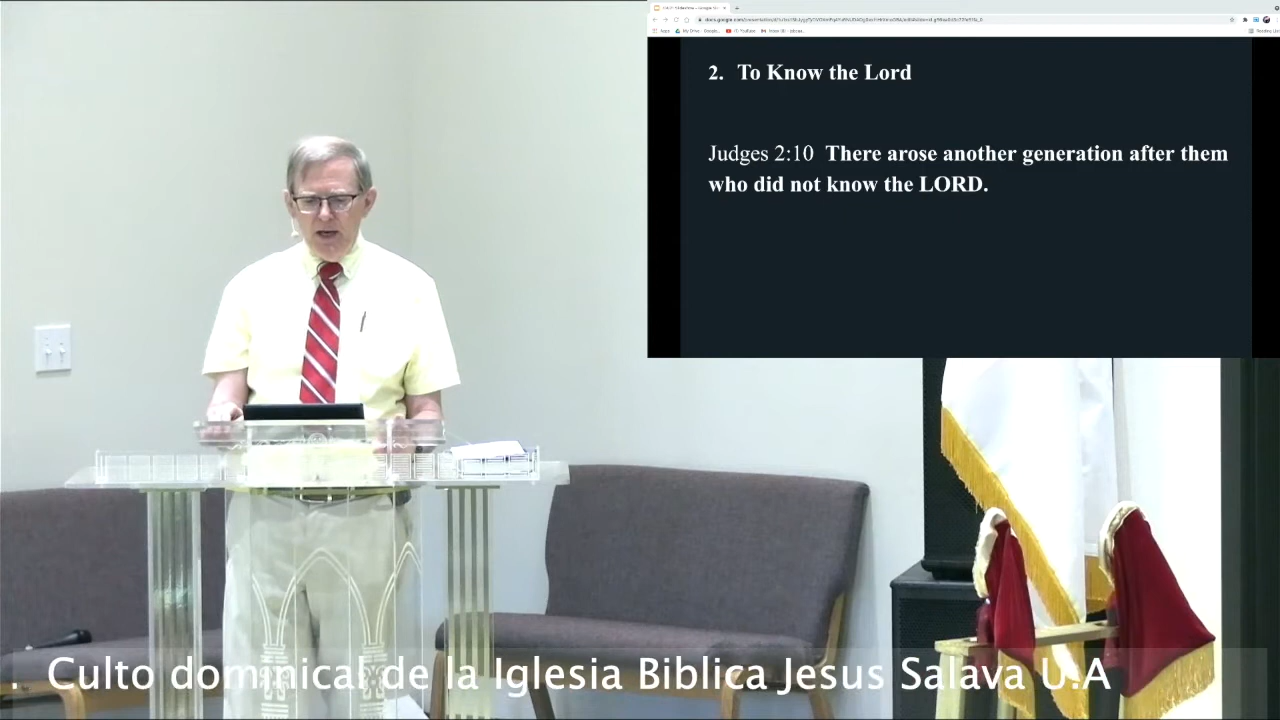 2. To Know the Lord
Judges 2:10 There arose another generation after them
who did not know the LORD.
. Culto dominical de la Iglesia Biblica Jesus Salava U.A